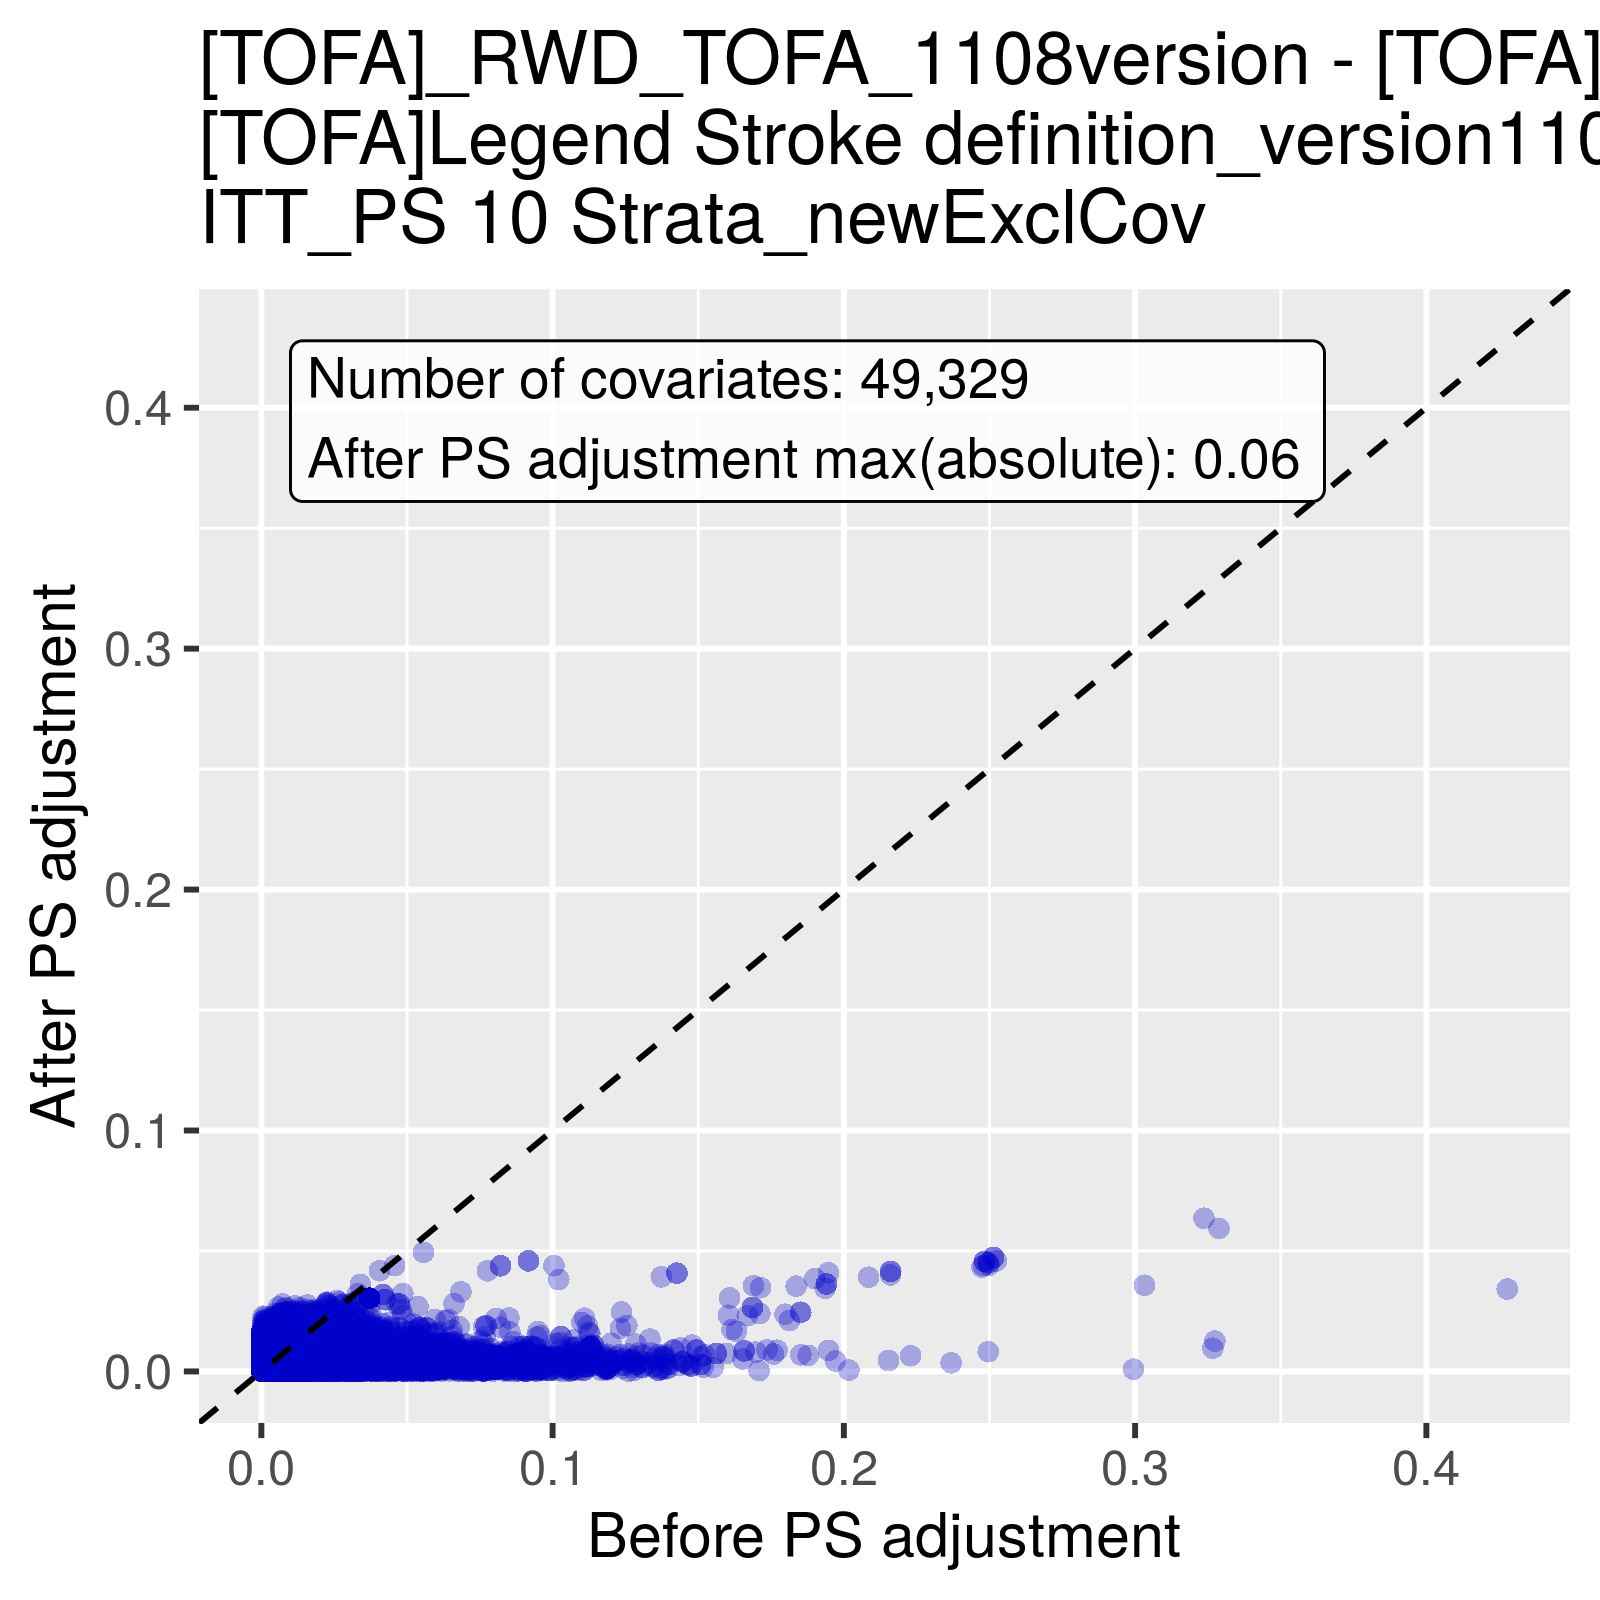 [TOFA]_RWD_TOFA_1108version - [TOFA]
[TOFA]Legend Stroke definition_version110
ITT_PS 10 Strata_newExclCov
Number of covariates: 49,329
After PS adjustment max(absolute): 0.06
0.4
0.3
0.2
0.1
0.0
After PS adjustment
0.0 0.1 0.2 0.3 0.4
Before PS adjustment